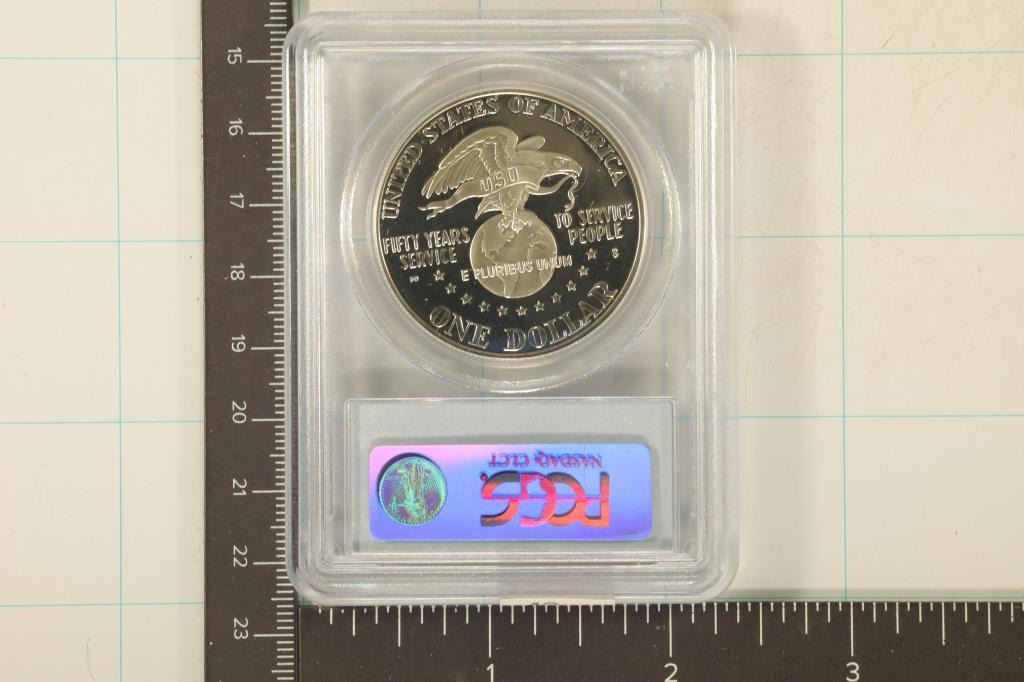 UNITED STATES OF AMERICA
USO
FIFTY YEARS
SERVICE
TO SERVICE
PEOPLE
E PLURIBUS UNUM
S
ONE DOLLAR
NASDAQ, CLCT
PCGS
15
16
17
18
19
20
21
22
23
1
2
3